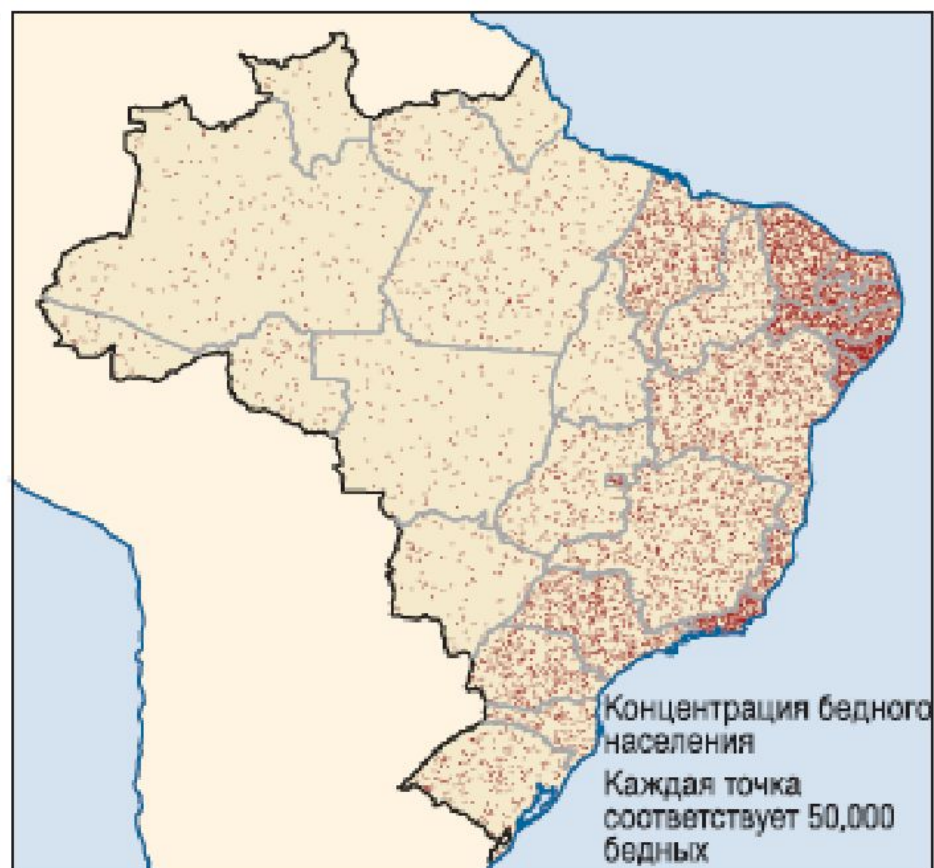 Концентрация бедного
населения
Каждая точка
соответствует 50,000
бедных